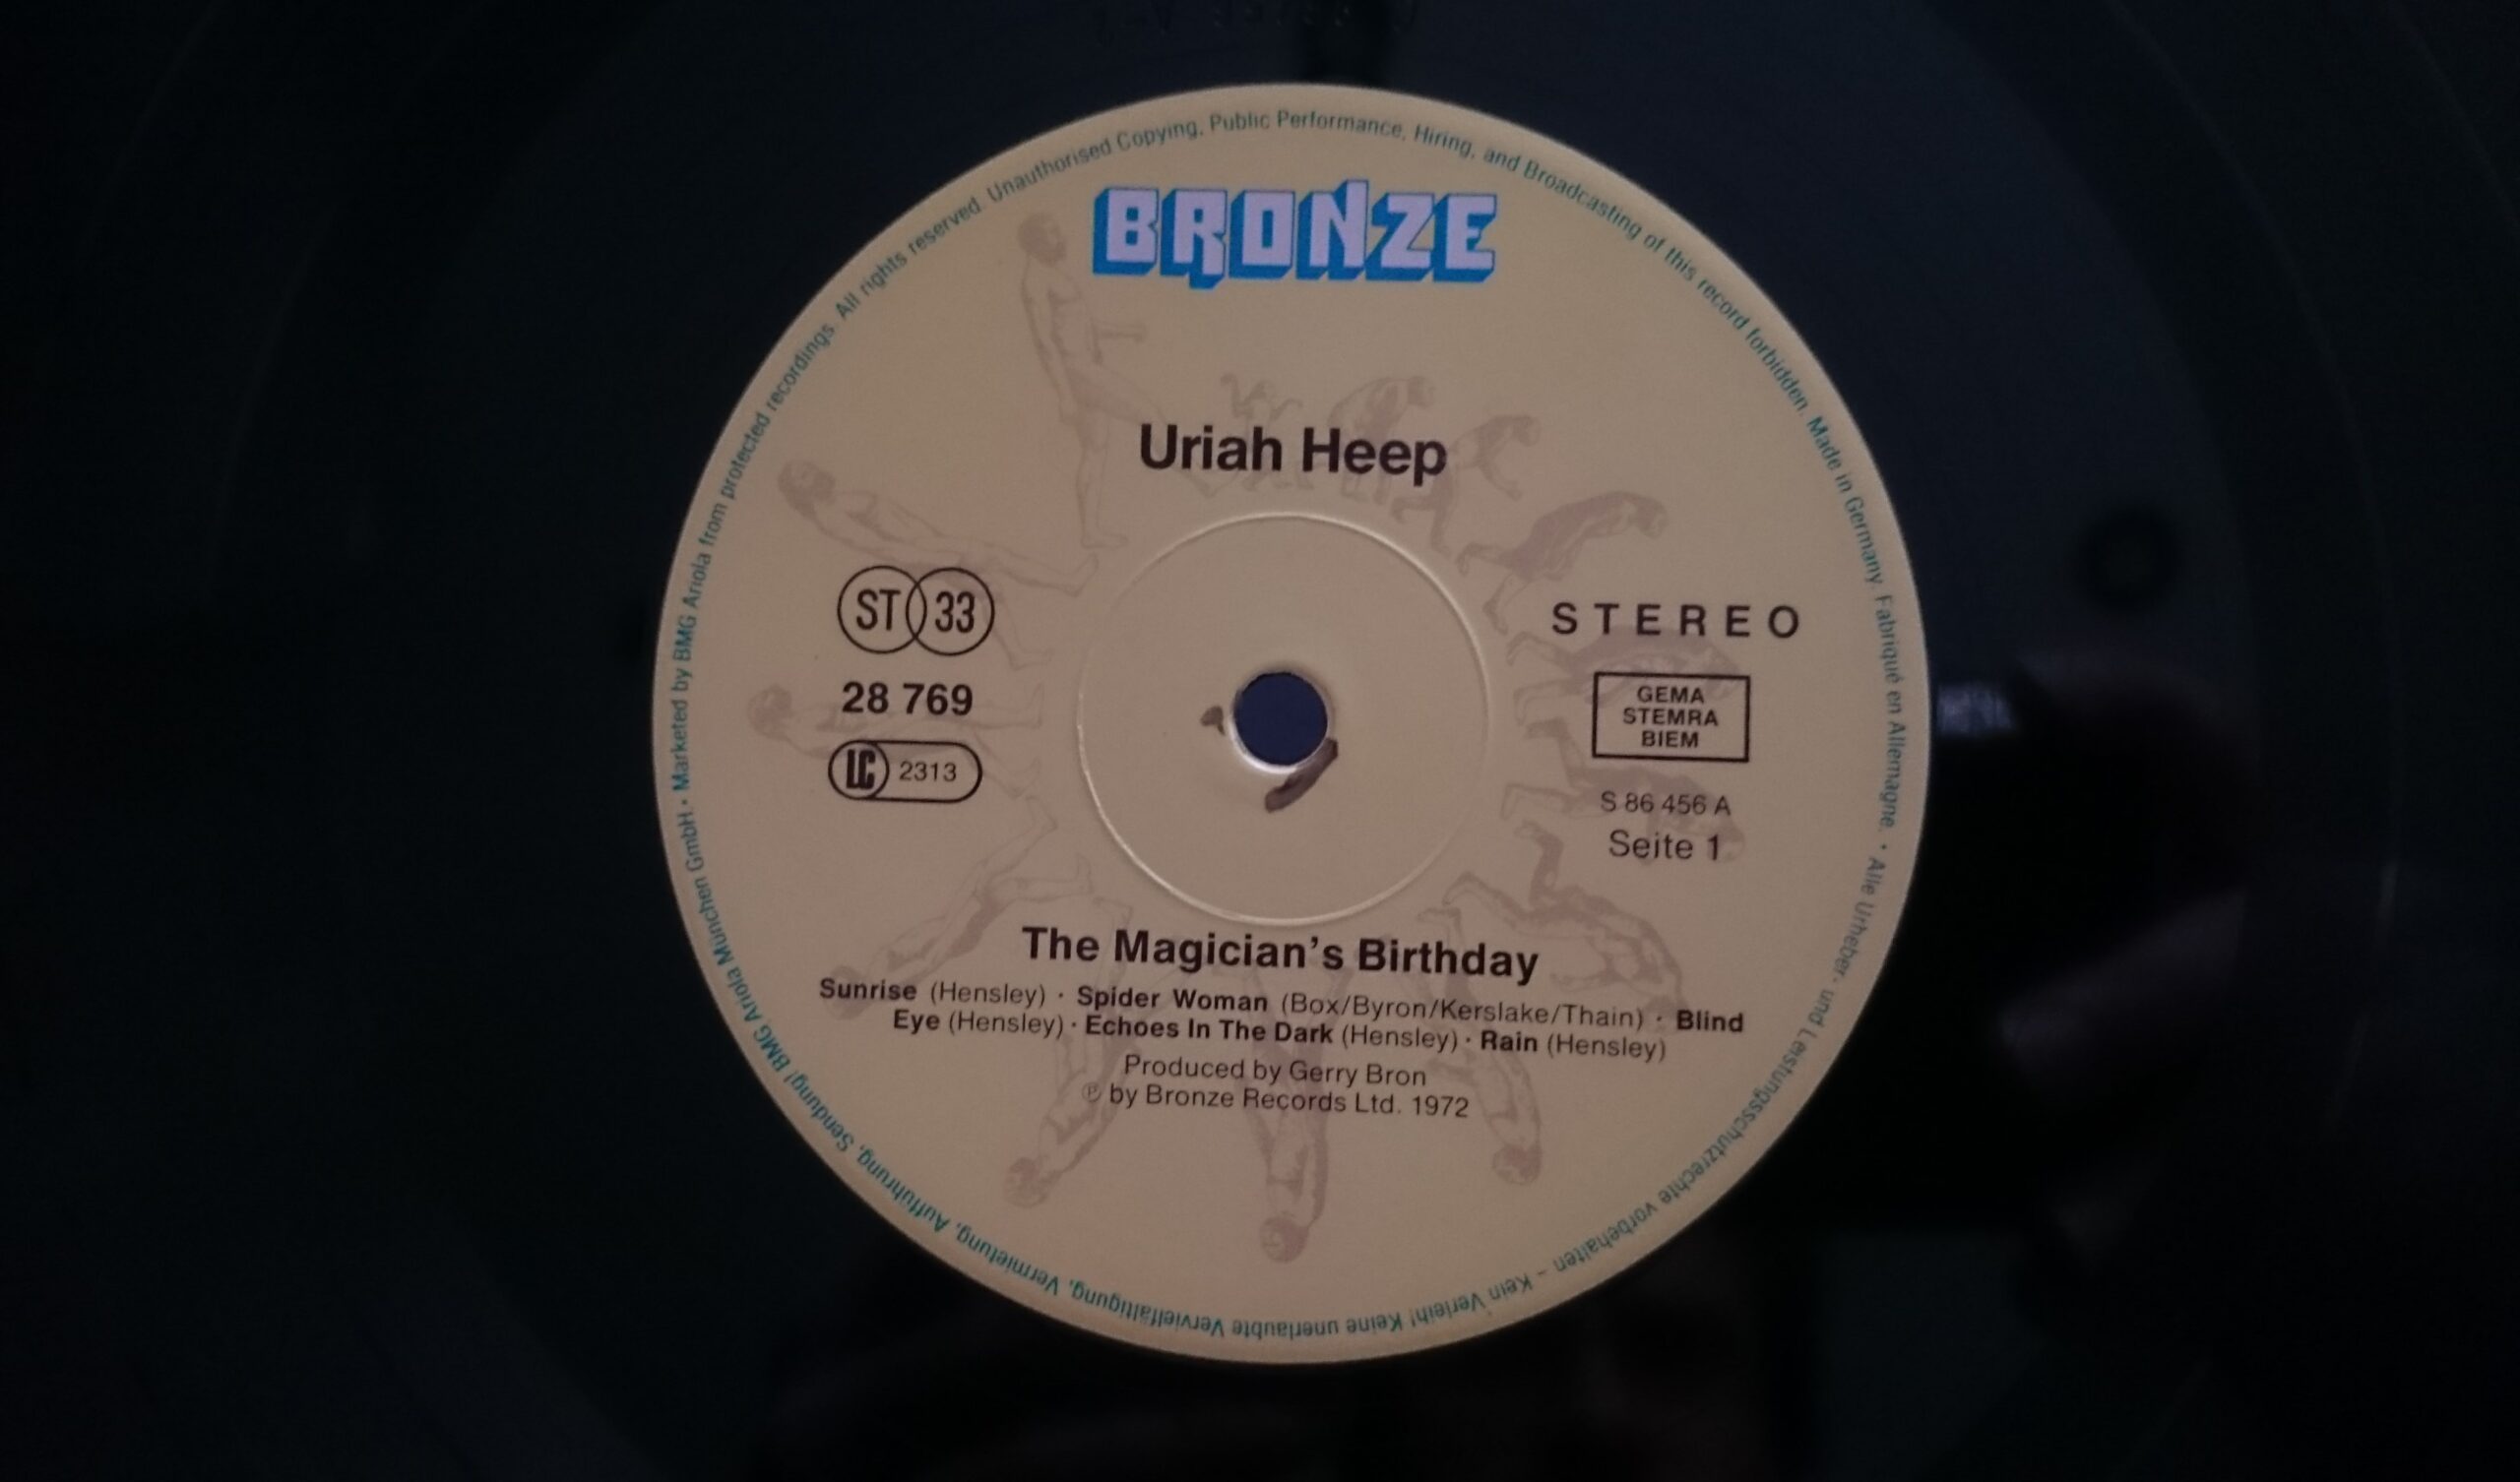 BRONZE
Uriah Heep
ST 33
28 769
LC 2313
STEREO
GEMA
STEMRA
BIEM
S 86 456 A
Seite 1
The Magician's Birthday
Sunrise (Hensley) · Spider Woman (Box/Byron/Kerslake/Thain) · Blind
Eye (Hensley) · Echoes In The Dark (Hensley) · Rain (Hensley)
Produced by Gerry Bron
℗ by Bronze Records Ltd. 1972
Marketed by BMG Ariola from protected recordings. All rights reserved. Unauthorised Copying, Public Performance, Hiring, and Broadcasting of this record forbidden. Made in Germany. Fabriqué en Allemagne. • Alle Urheber- und Leistungsschutzrechte vorbehalten – Kein Verleih! Keine unerlaubte Vervielfältigung, Vermietung, Aufführung, Sendung! BMG Ariola München GmbH •